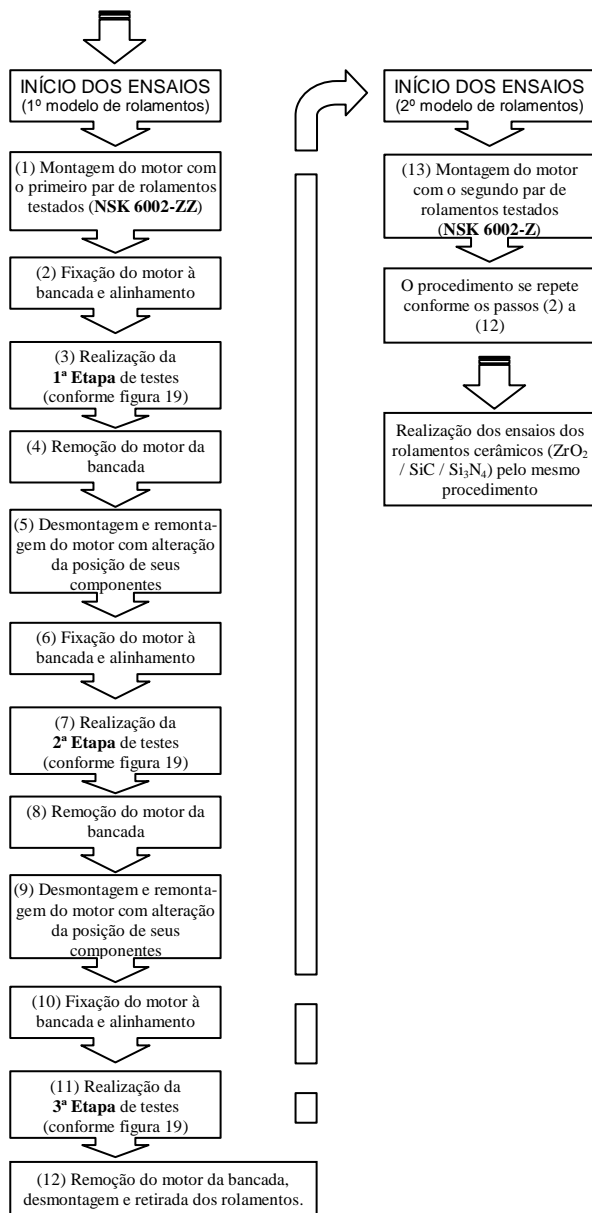 INÍCIO DOS ENSAIOS
(1º modelo de rolamentos)
(1) Montagem do motor com
o primeiro par de rolamentos
testados (NSK 6002-ZZ)
(2) Fixação do motor à
bancada e alinhamento
(3) Realização da
1ª Etapa de testes
(conforme figura 19)
(4) Remoção do motor da
bancada
(5) Desmontagem e remonta-
gem do motor com alteração
da posição de seus
componentes
(6) Fixação do motor à
bancada e alinhamento
(7) Realização da
2ª Etapa de testes
(conforme figura 19)
(8) Remoção do motor da
bancada
(9) Desmontagem e remonta-
gem do motor com alteração
da posição de seus
componentes
(10) Fixação do motor à
bancada e alinhamento
(11) Realização da
3ª Etapa de testes
(conforme figura 19)
(12) Remoção do motor da bancada,
desmontagem e retirada dos rolamentos.
INÍCIO DOS ENSAIOS
(2º modelo de rolamentos)
(13) Montagem do motor
com o segundo par de
rolamentos testados
(NSK 6002-Z)
O procedimento se repete
conforme os passos (2) a
(12)
Realização dos ensaios dos
rolamentos cerâmicos (ZrO₂
/ SiC / Si₃N₄) pelo mesmo
procedimento